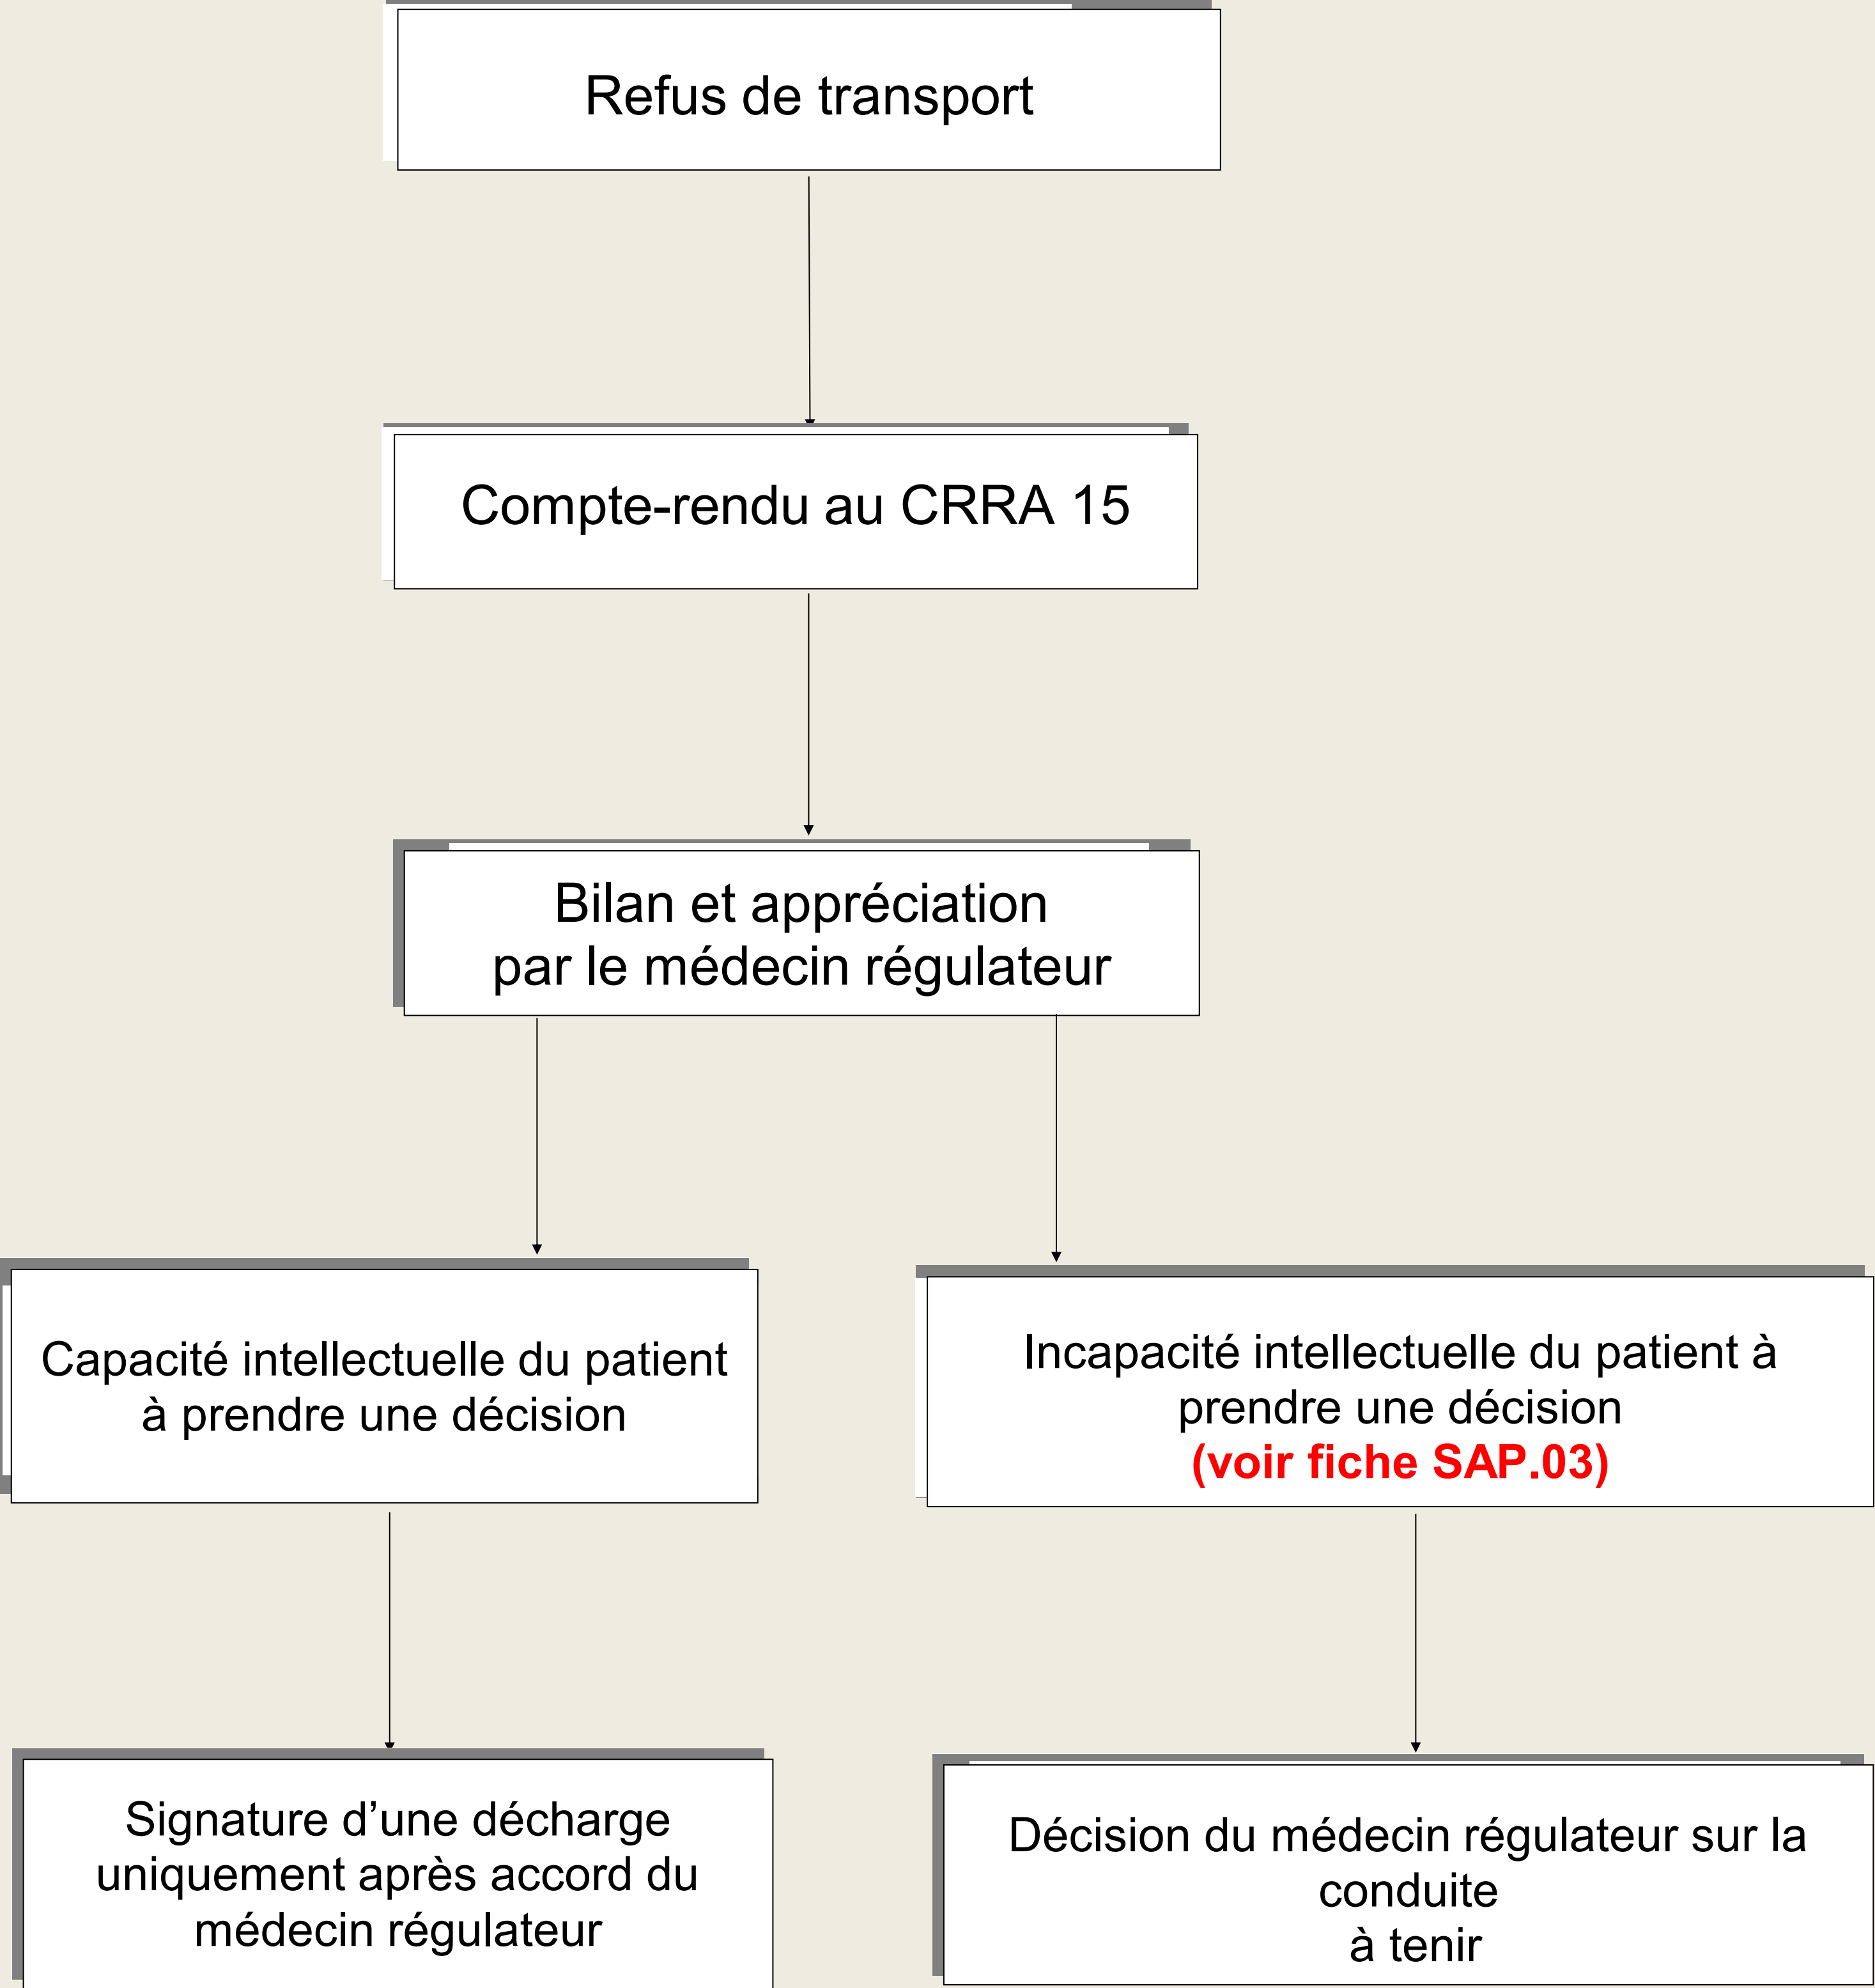 Refus de transport
Compte-rendu au CRRA 15
Bilan et appréciation
par le médecin régulateur
Capacité intellectuelle du patient
à prendre une décision
Incapacité intellectuelle du patient à
prendre une décision
(voir fiche SAP.03)
Signature d’une décharge
uniquement après accord du
médecin régulateur
Décision du médecin régulateur sur la
conduite
à tenir